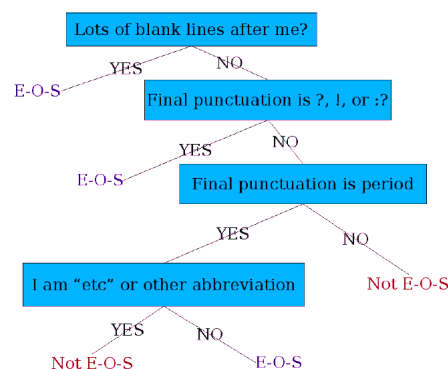 Lots of blank lines after me?
YES
NO
E-O-S
Final punctuation is ?, !, or :?
YES
NO
E-O-S
Final punctuation is period
YES
NO
I am “etc” or other abbreviation
Not E-O-S
YES
NO
Not E-O-S
E-O-S